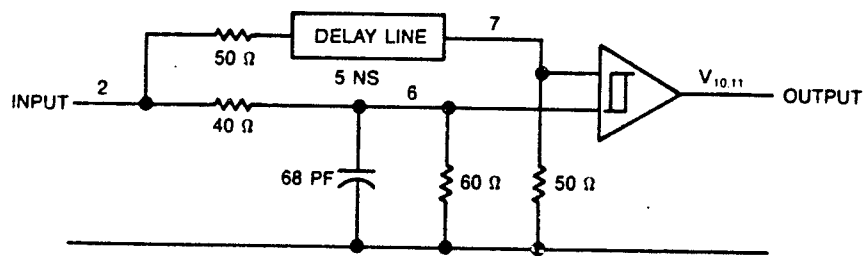 7
DELAY LINE
50 Ω
5 NS
V10,11
2
6
INPUT
OUTPUT
40 Ω
68 PF
60 Ω
50 Ω